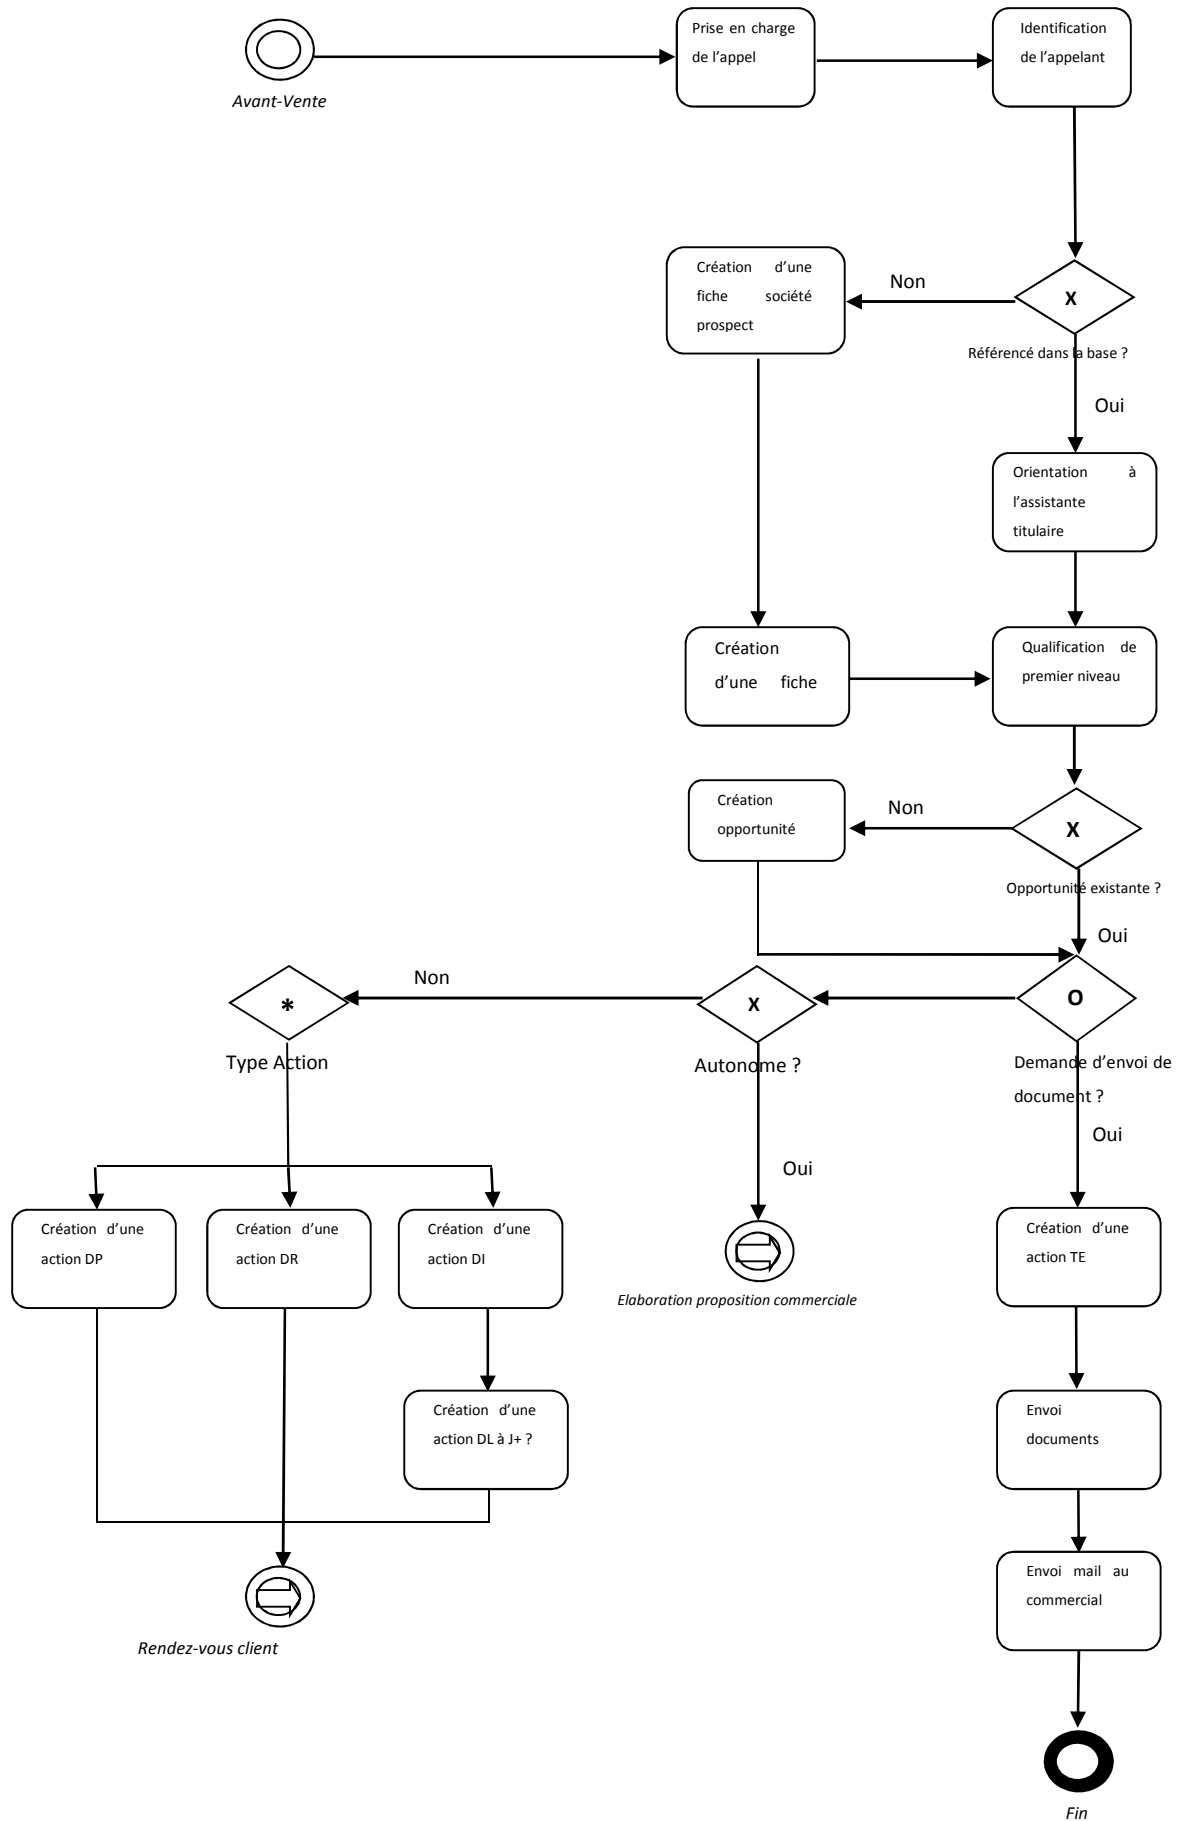 Prise en charge
de l'appel
Identification
de l'appelant
Avant-Vente
Création d'une
fiche société
prospect
Non
X
Référencé dans la base ?
Oui
Orientation à
l'assistante
titulaire
Création
d'une fiche
Qualification de
premier niveau
Création
opportunité
Non
X
Opportunité existante ?
Oui
*
Non
X
O
Type Action
Autonome ?
Demande d'envoi de
document ?
Oui
Oui
Création d'une
action DP
Création d'une
action DR
Création d'une
action DI
Création d'une
action TE
Elaboration proposition commerciale
Création d'une
action DL à J+ ?
Envoi
documents
Envoi mail au
commercial
Rendez-vous client
Fin